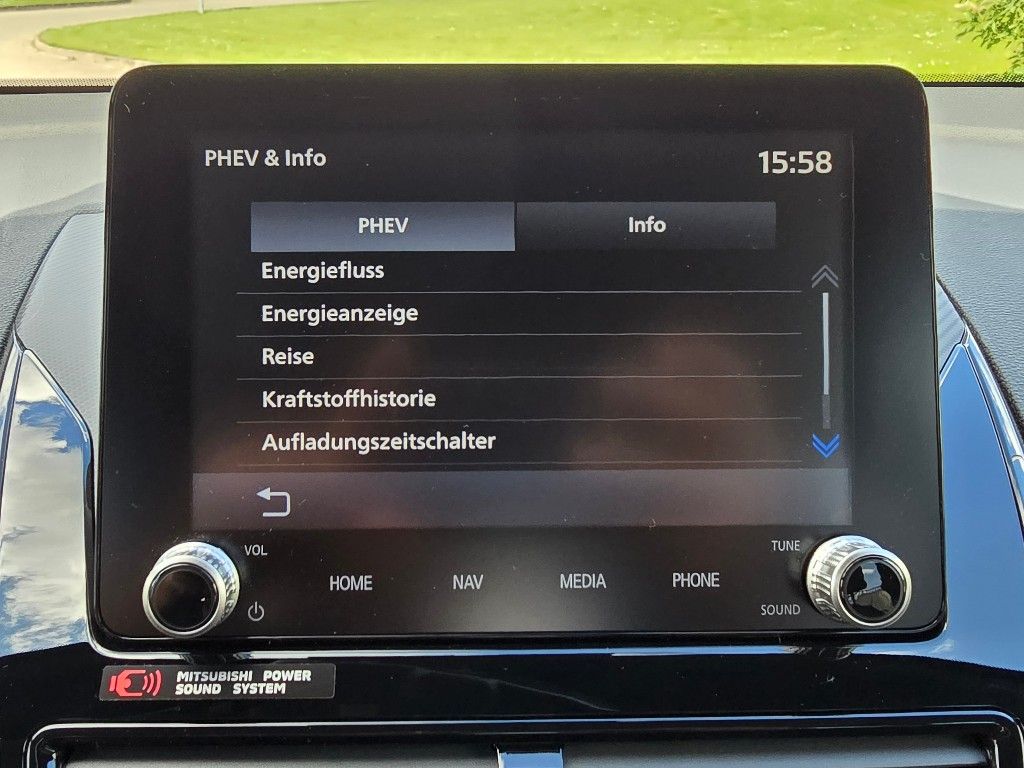 PHEV & Info
15:58
PHEV
Info
Energiefluss
Energieanzeige
Reise
Kraftstoffhistorie
Aufladungszeitschalter
VOL
TUNE
HOME
NAV
MEDIA
PHONE
SOUND
MITSUBISHI POWER
SOUND SYSTEM